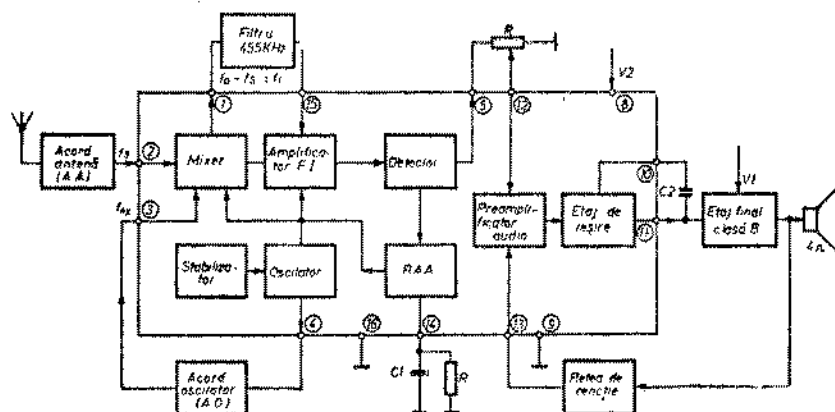 Filtru
455KHz
R
fo - fs = fi
V2
1
15
5
12
8
Acord
antenă
(A A)
fs
2
Mixer
Amplifica-
tor F I
Detector
10
C2
V1
3
Preampli-
ficator
audio
Etaj de
ieșire
11
Etaj final
clasă B
4Ω
Stabiliza-
tor
Oscilator
RAA
4
16
14
13
9
Acord
oscilator
(A O)
C1
R
Rețea de
reacție